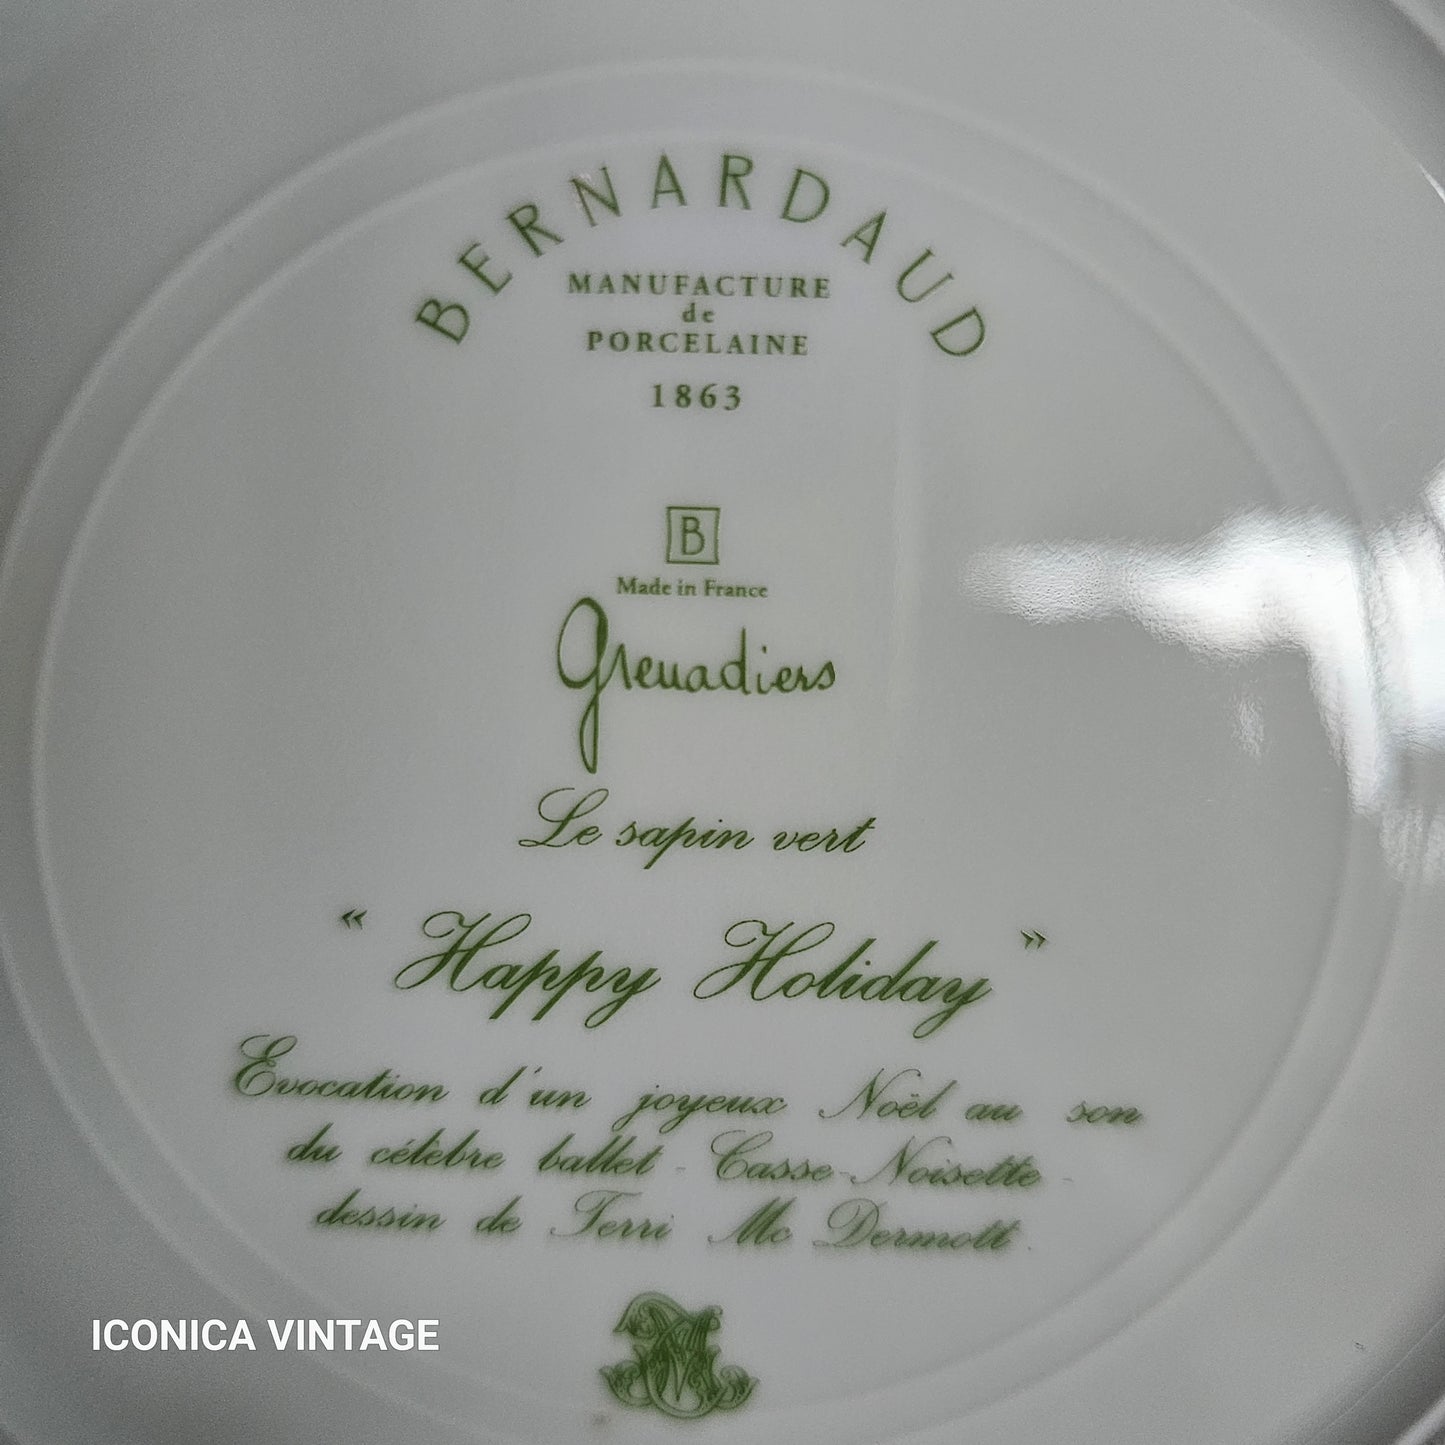 BERNARDAUD
MANUFACTURE
de
PORCELAINE
1863
B
Made in France
Grenadiers
Le sapin vert
« Happy Holiday »
Evocation d'un joyeux Noël au son
du célèbre ballet - Casse-Noisette -
dessin de Terri Mc Dermott.
ICONICA VINTAGE